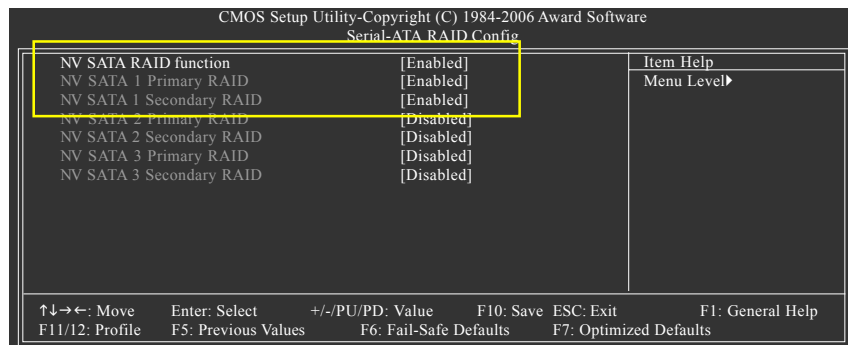 CMOS Setup Utility-Copyright (C) 1984-2006 Award Software
Serial-ATA RAID Config
NV SATA RAID function [Enabled] Item Help
NV SATA 1 Primary RAID [Enabled] Menu Level▶
NV SATA 1 Secondary RAID [Enabled]
NV SATA 2 Primary RAID [Disabled]
NV SATA 2 Secondary RAID [Disabled]
NV SATA 3 Primary RAID [Disabled]
NV SATA 3 Secondary RAID [Disabled]
↑↓→←: Move Enter: Select +/-/PU/PD: Value F10: Save ESC: Exit F1: General Help
F11/12: Profile F5: Previous Values F6: Fail-Safe Defaults F7: Optimized Defaults